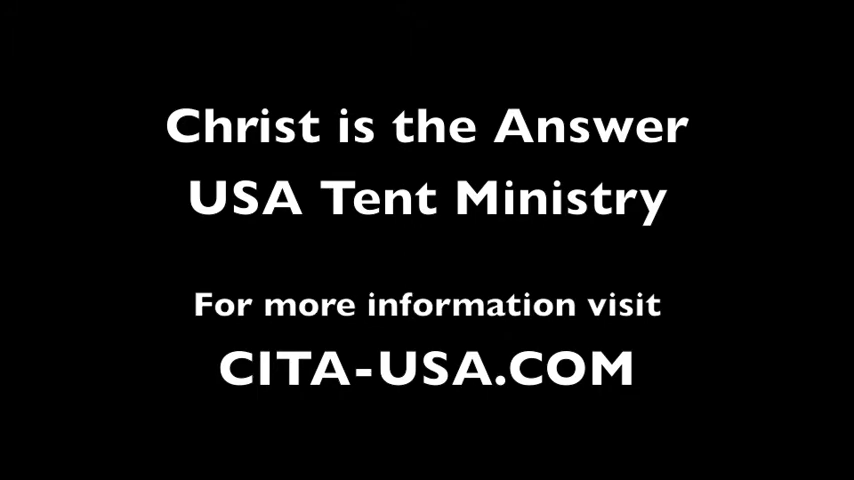 Christ is the Answer
USA Tent Ministry
For more information visit
CITA-USA.COM